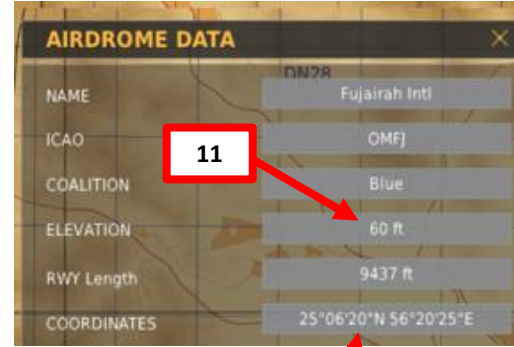 AIRDROME DATA ×
DN28
NAME Fujairah Intl
ICAO OMFJ
11
COALITION Blue
ELEVATION 60 ft
RWY Length 9437 ft
COORDINATES 25°06'20"N 56°20'25"E